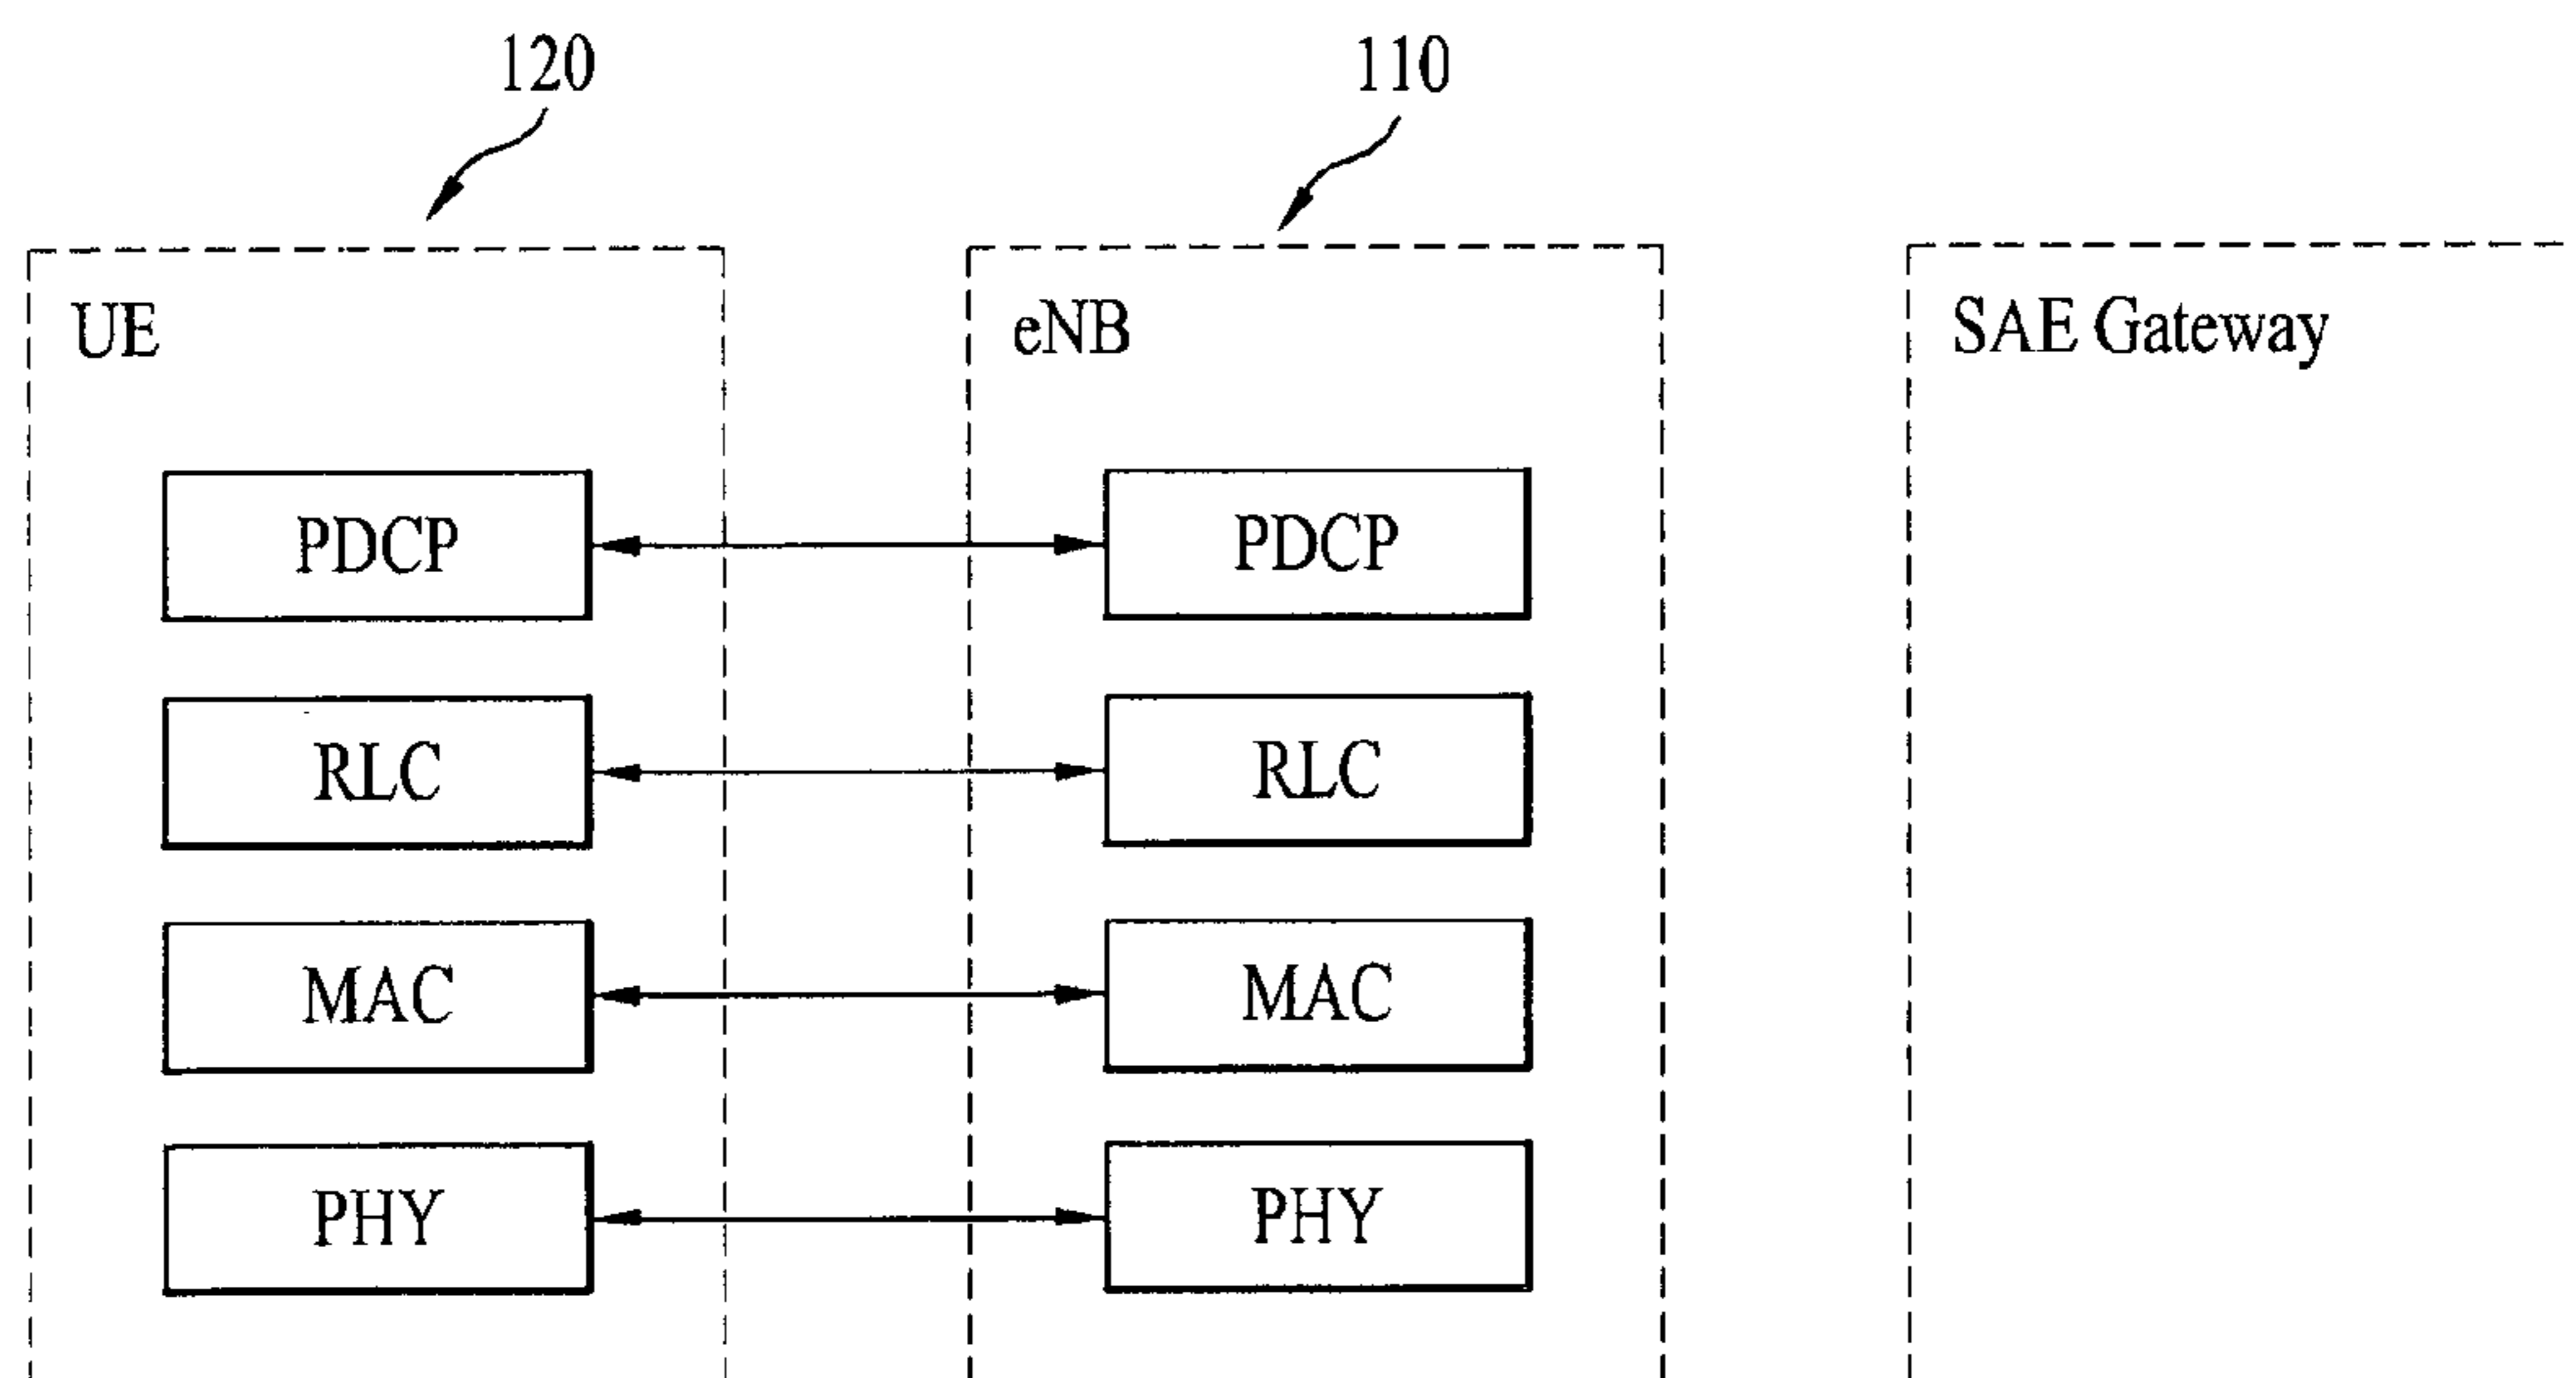 120
110
UE
eNB
SAE Gateway
PDCP
PDCP
RLC
RLC
MAC
MAC
PHY
PHY